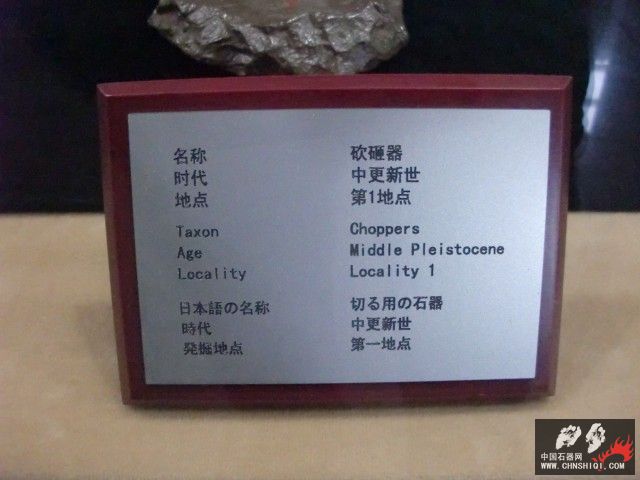 名称 砍砸器
时代 中更新世
地点 第1地点
Taxon Choppers
Age Middle Pleistocene
Locality Locality 1
日本語の名称 切る用の石器
時代 中更新世
発掘地点 第一地点
中国石器网
WWW.CHNSHIQI.COM